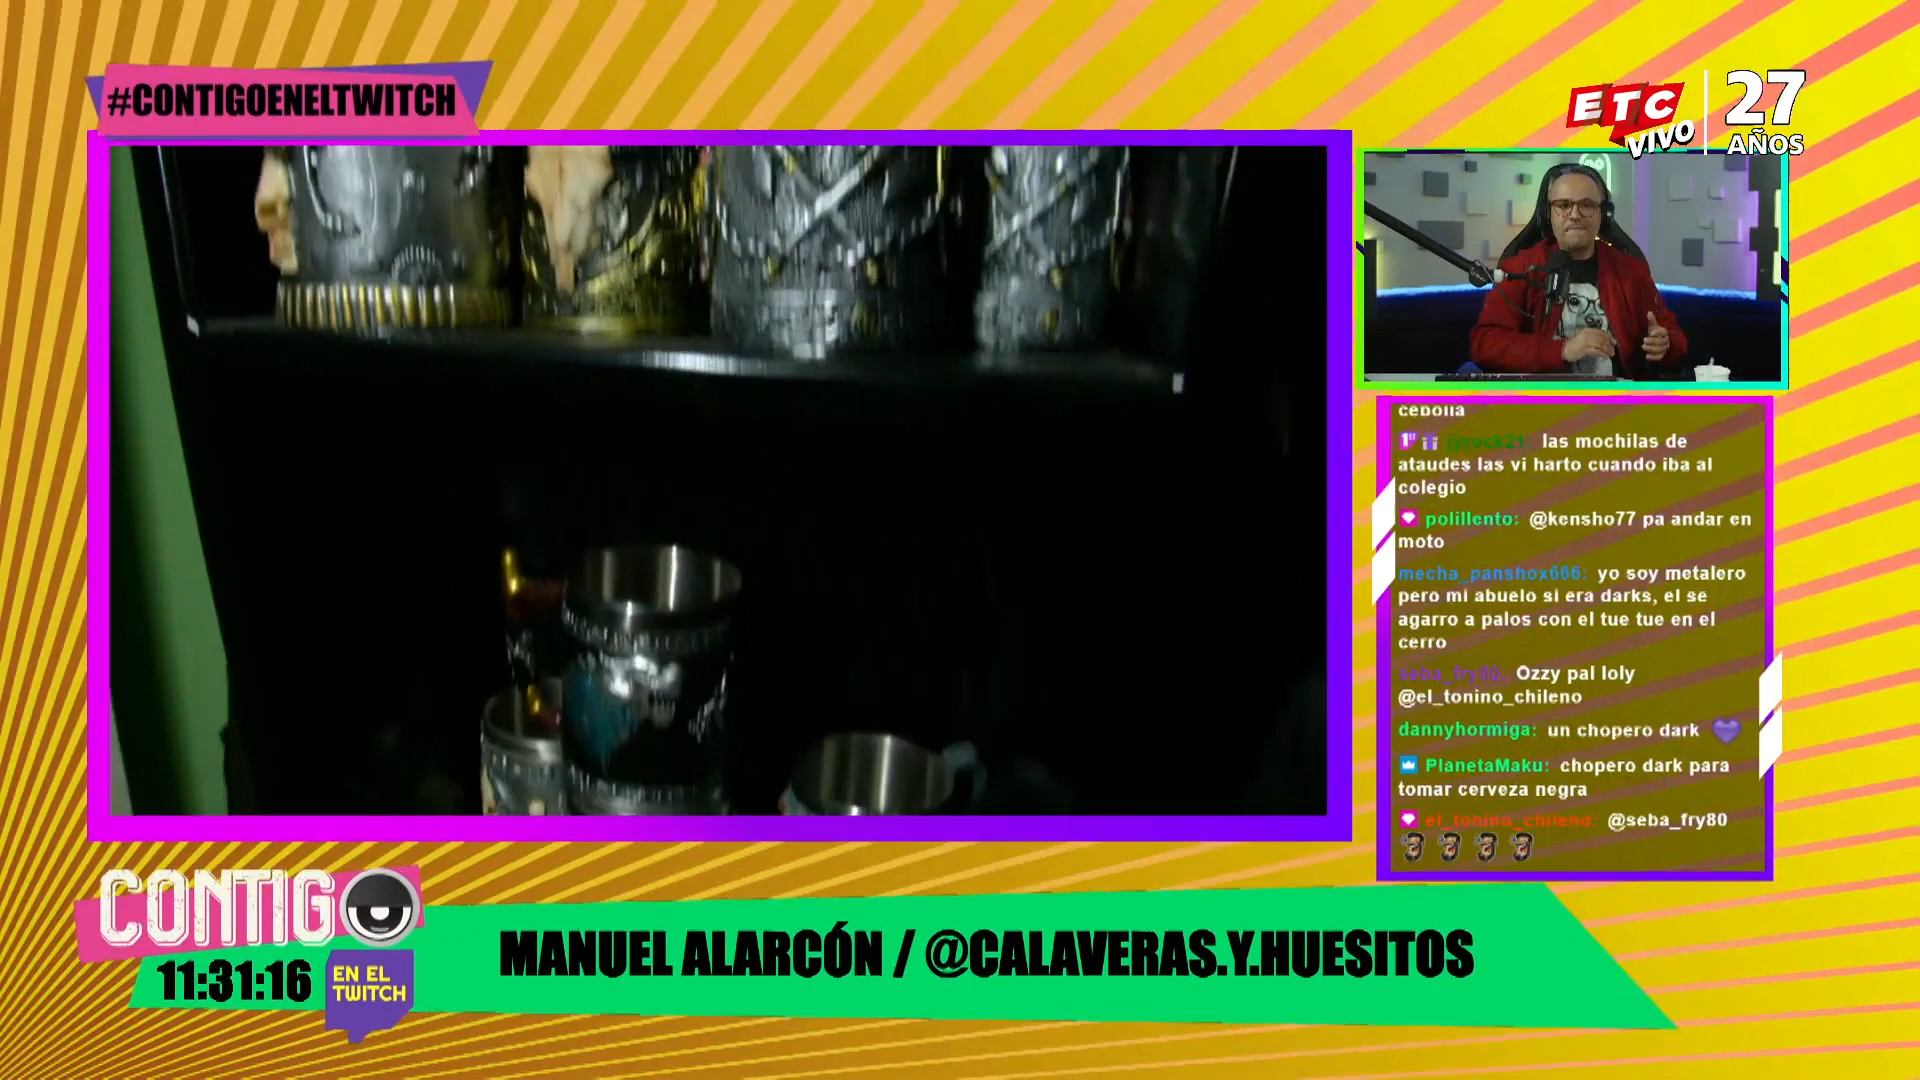 #CONTIGOENELTWITCH
ETC
VIVO
27
AÑOS
cebolla
jyrock21: las mochilas de
ataudes las vi harto cuando iba al
colegio
polillento: @kensho77 pa andar en
moto
mecha_panshox666: yo soy metalero
pero mi abuelo si era darks, el se
agarro a palos con el tue tue en el
cerro
seba_fry80: Ozzy pal loly
@el_tonino_chileno
dannyhormiga: un chopero dark
PlanetaMaku: chopero dark para
tomar cerveza negra
el_tonino_chileno: @seba_fry80
CONTIGO
11:31:16
EN EL
TWITCH
MANUEL ALARCÓN / @CALAVERAS.Y.HUESITOS